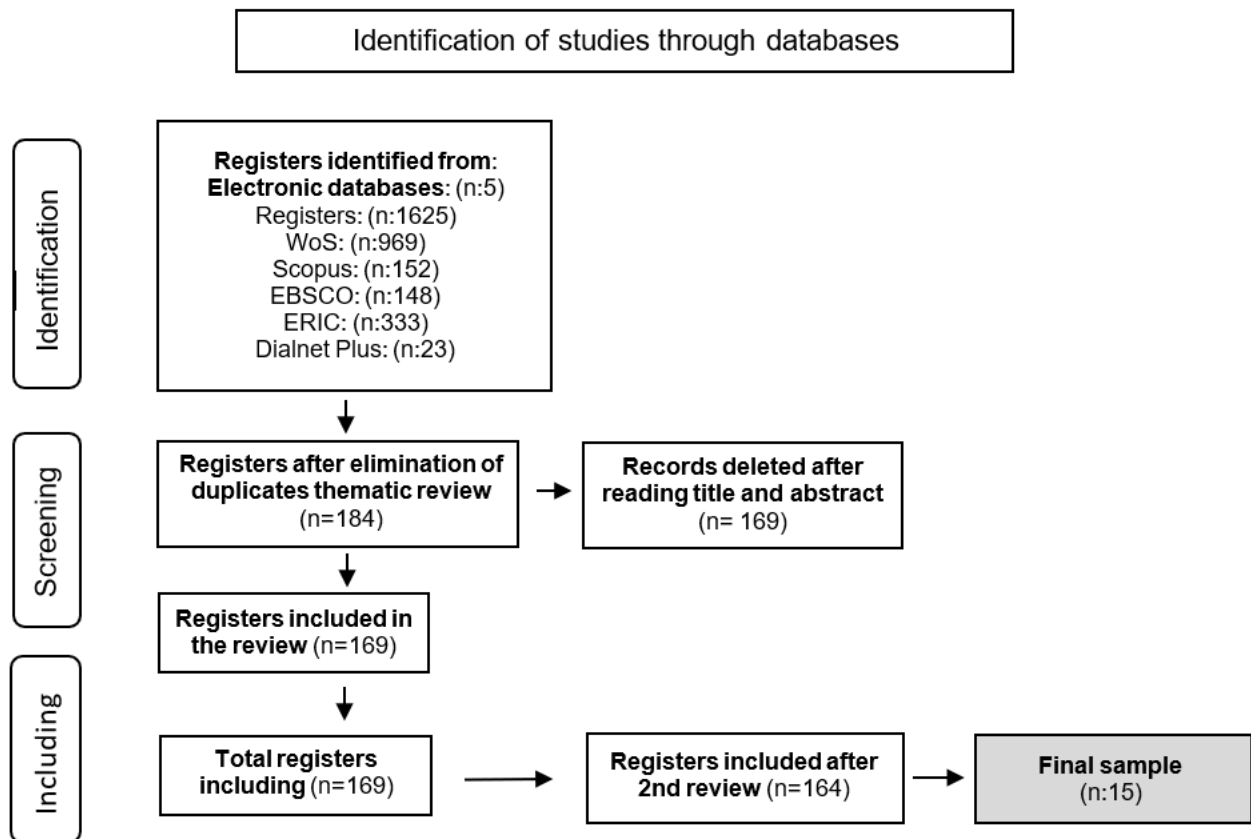 Identification of studies through databases
Identification
Registers identified from:
Electronic databases: (n:5)
Registers: (n:1625)
WoS: (n:969)
Scopus: (n:152)
EBSCO: (n:148)
ERIC: (n:333)
Dialnet Plus: (n:23)
Screening
Registers after elimination of
duplicates thematic review
(n=184)
Records deleted after
reading title and abstract
(n= 169)
Registers included in
the review (n=169)
Including
Total registers
including (n=169)
Registers included after
2nd review (n=164)
Final sample
(n:15)